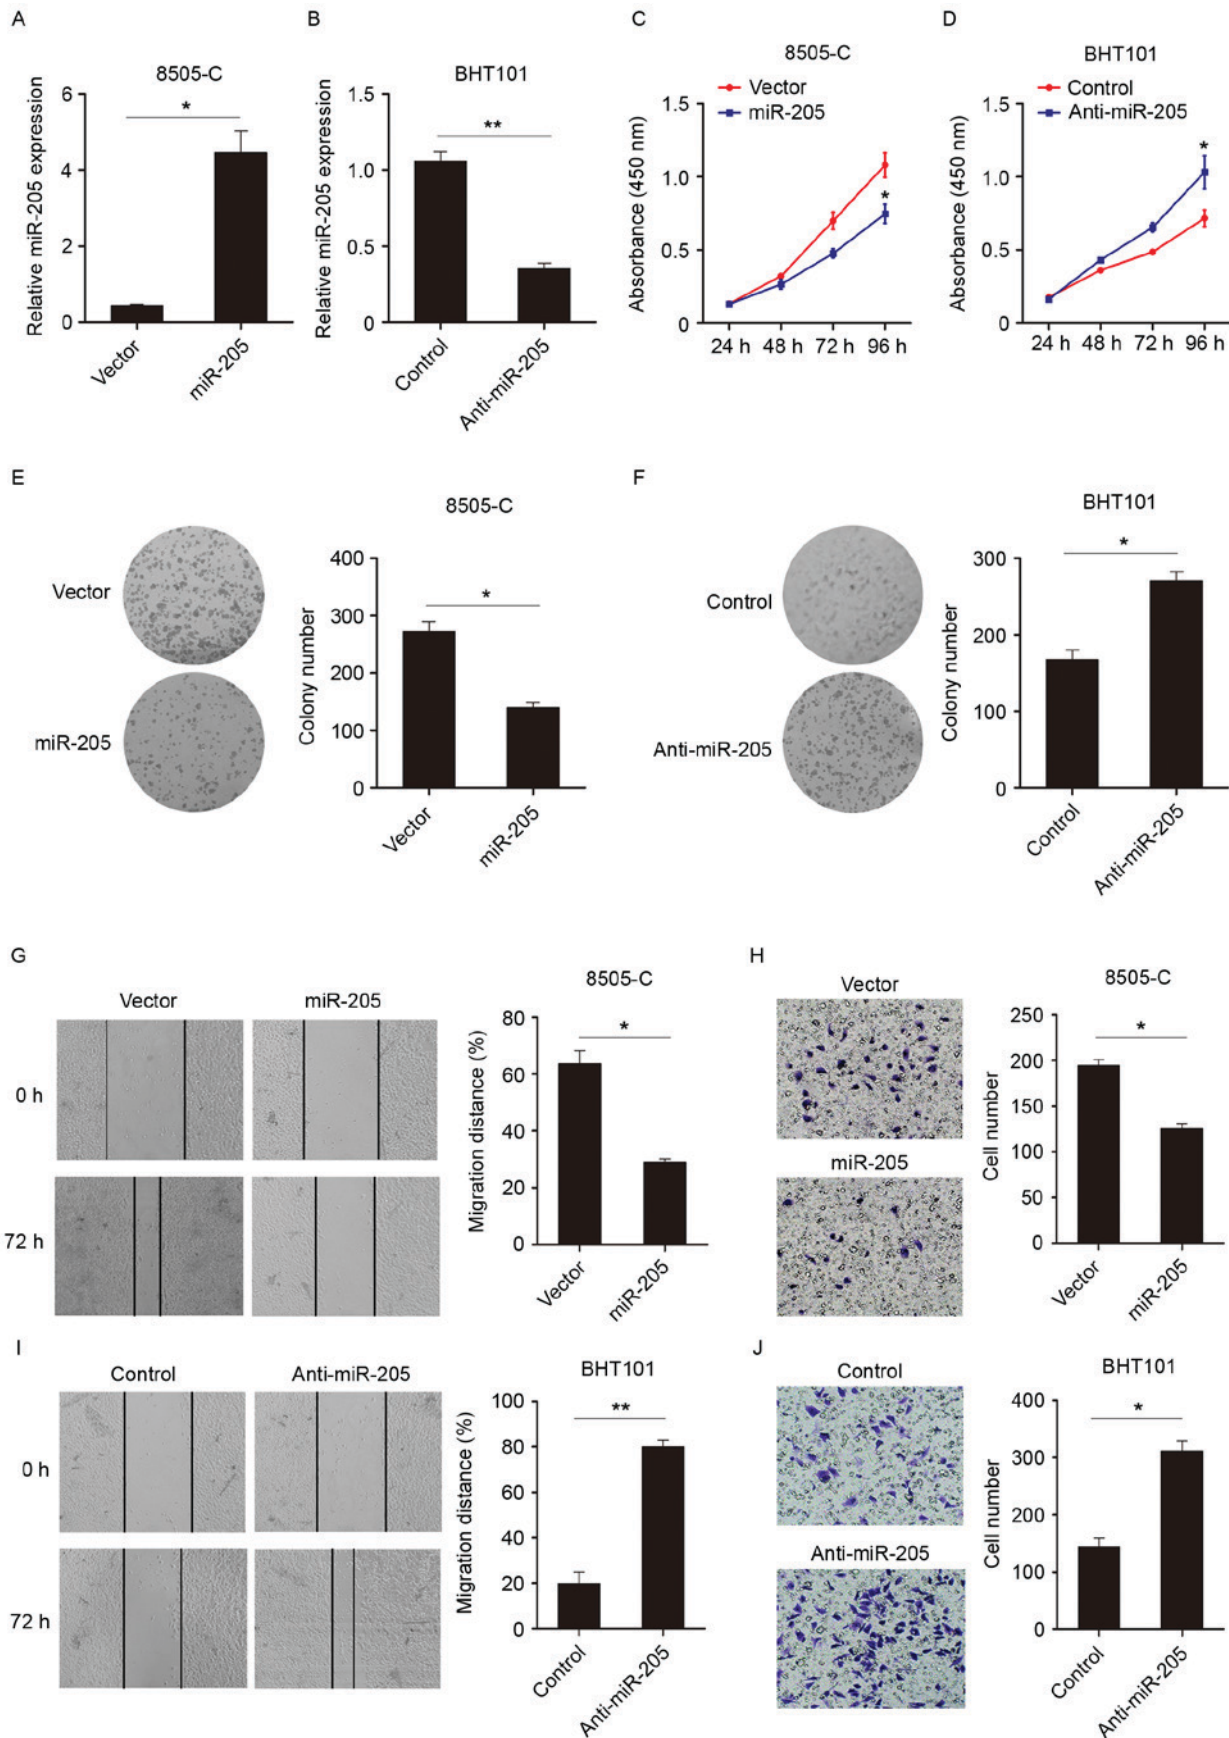 A
B
C
D
8505-C
BHT101
8505-C
BHT101
Vector
miR-205
Control
Anti-miR-205
Relative miR-205 expression
6
4
2
0
*
Vector
miR-205
Relative miR-205 expression
1.5
1.0
0.5
0
**
Control
Anti-miR-205
Absorbance (450 nm)
1.5
1.0
0.5
0
*
24 h 48 h 72 h 96 h
Absorbance (450 nm)
1.5
1.0
0.5
0
*
24 h 48 h 72 h 96 h
E
Vector
miR-205
8505-C
Colony number
400
300
200
100
0
*
Vector
miR-205
F
Control
Anti-miR-205
BHT101
Colony number
300
200
100
0
*
Control
Anti-miR-205
G
Vector
miR-205
0 h
72 h
8505-C
Migration distance (%)
80
60
40
20
0
*
Vector
miR-205
H
Vector
miR-205
8505-C
Cell number
250
200
150
100
50
0
*
Vector
miR-205
I
Control
Anti-miR-205
0 h
72 h
BHT101
Migration distance (%)
100
80
60
40
20
0
**
Control
Anti-miR-205
J
Control
Anti-miR-205
BHT101
Cell number
400
300
200
100
0
*
Control
Anti-miR-205